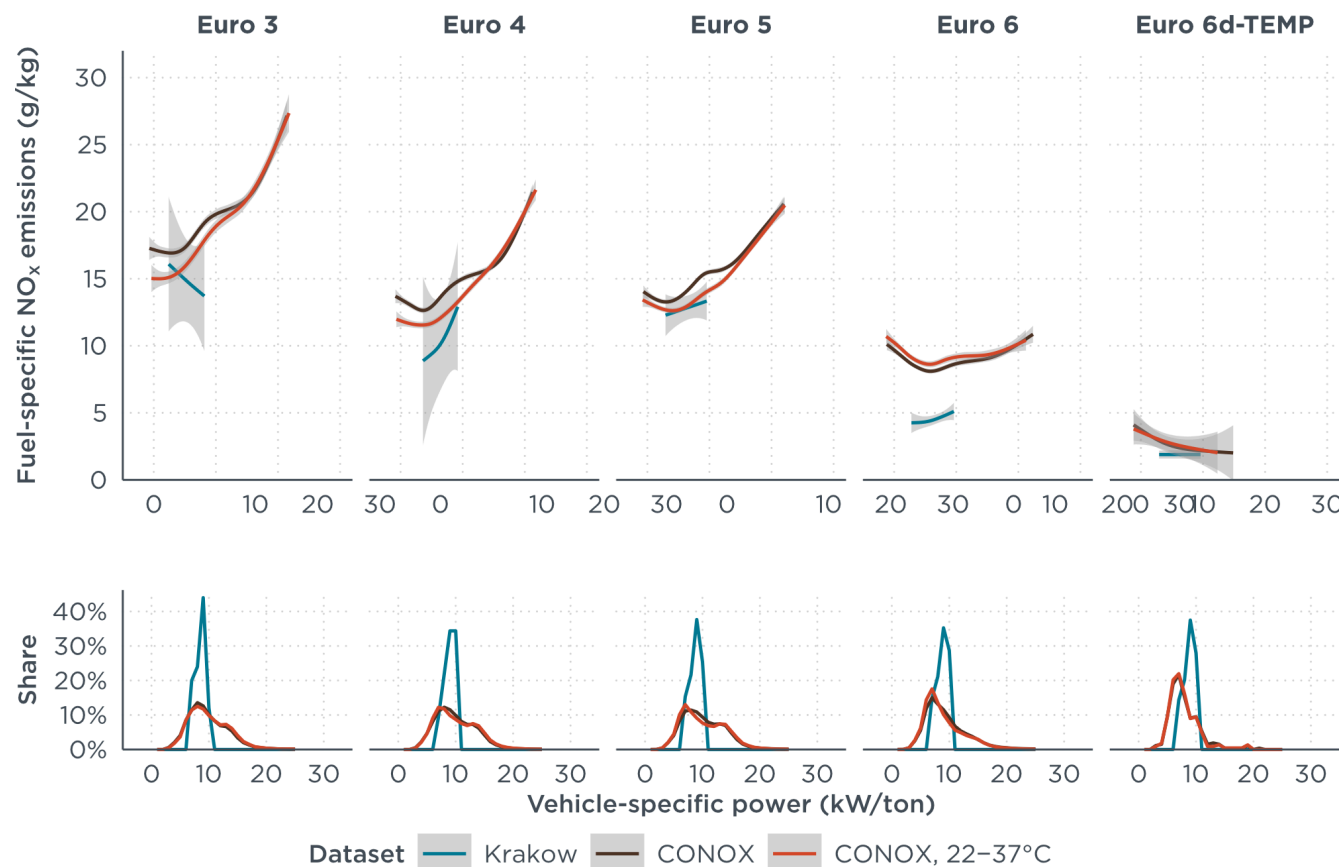 Euro 3 Euro 4 Euro 5 Euro 6 Euro 6d-TEMP
Fuel-specific NOx emissions (g/kg)
30
25
20
15
10
5
0
0 10 20 30 0 10 20 30 0 10 20 30 0 10 200 30 10 20 30
Share
40%
30%
20%
10%
0%
0 10 20 30 0 10 20 30 0 10 20 30 0 10 20 30 0 10 20 30
Vehicle-specific power (kW/ton)
Dataset Krakow CONOX CONOX, 22–37°C